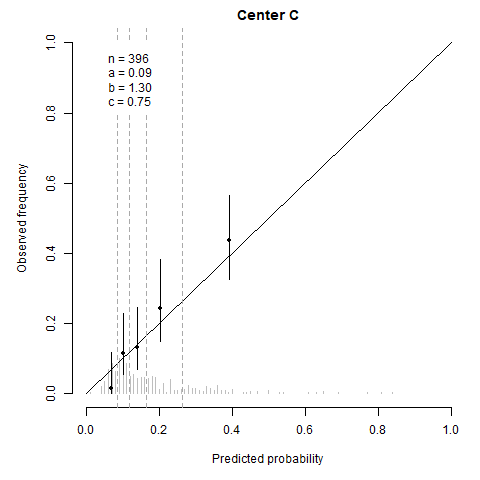 Center C
n = 396
a = 0.09
b = 1.30
c = 0.75
Observed frequency
1.0
0.8
0.6
0.4
0.2
0.0
0.0 0.2 0.4 0.6 0.8 1.0
Predicted probability